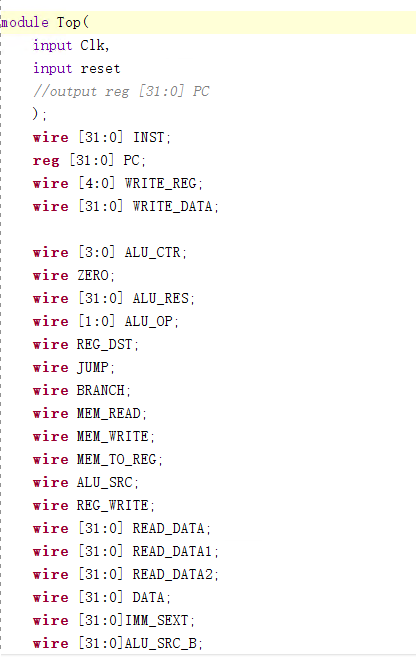 module Top(
input Clk,
input reset
//output reg [31:0] PC
);
wire [31:0] INST;
reg [31:0] PC;
wire [4:0] WRITE_REG;
wire [31:0] WRITE_DATA;
wire [3:0] ALU_CTR;
wire ZERO;
wire [31:0] ALU_RES;
wire [1:0] ALU_OP;
wire REG_DST;
wire JUMP;
wire BRANCH;
wire MEM_READ;
wire MEM_WRITE;
wire MEM_TO_REG;
wire ALU_SRC;
wire REG_WRITE;
wire [31:0] READ_DATA;
wire [31:0] READ_DATA1;
wire [31:0] READ_DATA2;
wire [31:0] DATA;
wire [31:0]IMM_SEXT;
wire [31:0]ALU_SRC_B;